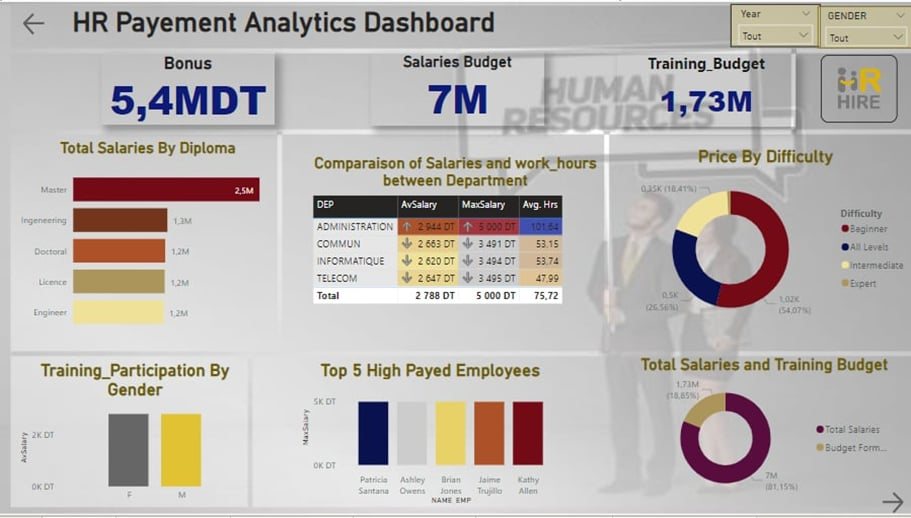 HR Payement Analytics Dashboard
Year
Tout
GENDER
Tout
Bonus
5,4MDT
Salaries Budget
7M
Training_Budget
1,73M
HR
HIRE
HUMAN
RESOURCES
Total Salaries By Diploma
Master 2,5M
Ingeneering 1,3M
Doctoral 1,2M
Licence 1,2M
Engineer 1,2M
Comparaison of Salaries and work_hours
between Department
DEP AvSalary MaxSalary Avg. Hrs
ADMINISTRATION 2 944 DT 5 000 DT 101,64
COMMUN 2 663 DT 3 491 DT 53,15
INFORMATIQUE 2 620 DT 3 494 DT 53,74
TELECOM 2 647 DT 3 495 DT 47,99
Total 2 788 DT 5 000 DT 75,72
Price By Difficulty
0,35K (18,41%)
0,5K
(26,56%)
1,02K
(54,07%)
Difficulty
Beginner
All Levels
Intermediate
Expert
Training_Participation By
Gender
AvSalary
2K DT
0K DT
F M
Top 5 High Payed Employees
MaxSalary
5K DT
0K DT
Patricia Santana
Ashley Owens
Brian Jones
Jaime Trujillo
Kathy Allen
NAME_EMP
Total Salaries and Training Budget
1,73M
(18,85%)
7M
(81,15%)
Total Salaries
Budget Form...